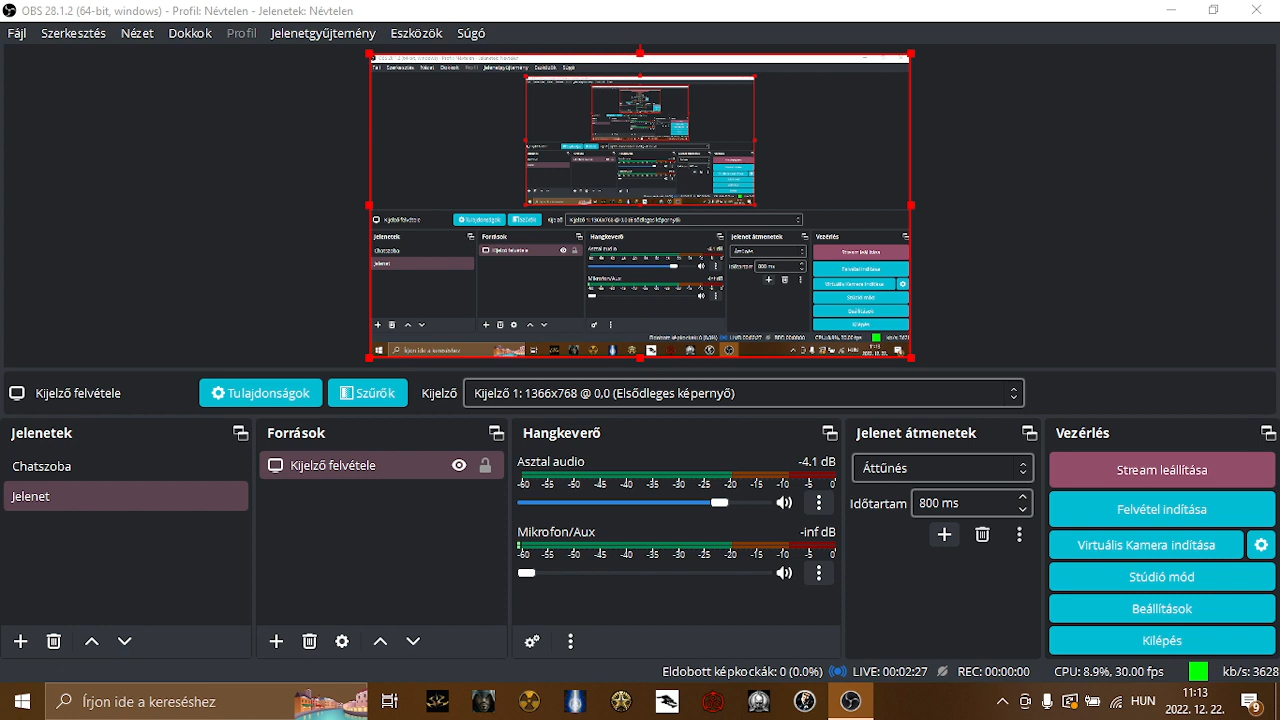 OBS 28.1.2 (64-bit, windows) - Profil: Névtelen - Jelenetek: Névtelen
Fájl Szerkesztés Nézet Dokkok Profil Jelenetgyűjtemény Eszközök Súgó
Kijelző felvétele Tulajdonságok Szűrők Kijelző Kijelző 1: 1366x768 @ 0,0 (Elsődleges képernyő)
Jelenetek Források Hangkeverő Jelenet átmenetek Vezérlés
Chatszoba
Jelenet
Kijelző felvétele
Asztal audio -4.1 dB
-60 -55 -50 -45 -40 -35 -30 -25 -20 -15 -10 -5 0
Mikrofon/Aux -inf dB
-60 -55 -50 -45 -40 -35 -30 -25 -20 -15 -10 -5 0
Áttűnés
Időtartam 800 ms
Stream leállítása
Felvétel indítása
Virtuális Kamera indítása
Stúdió mód
Beállítások
Kilépés
Eldobott képkockák: 0 (0.0%) LIVE: 00:02:27 REC: 00:00:00 CPU: 8.9%, 30.00 fps kb/s: 3628
Írjon ide a kereséshez
HUN
11:13
2022. 12. 22.
9